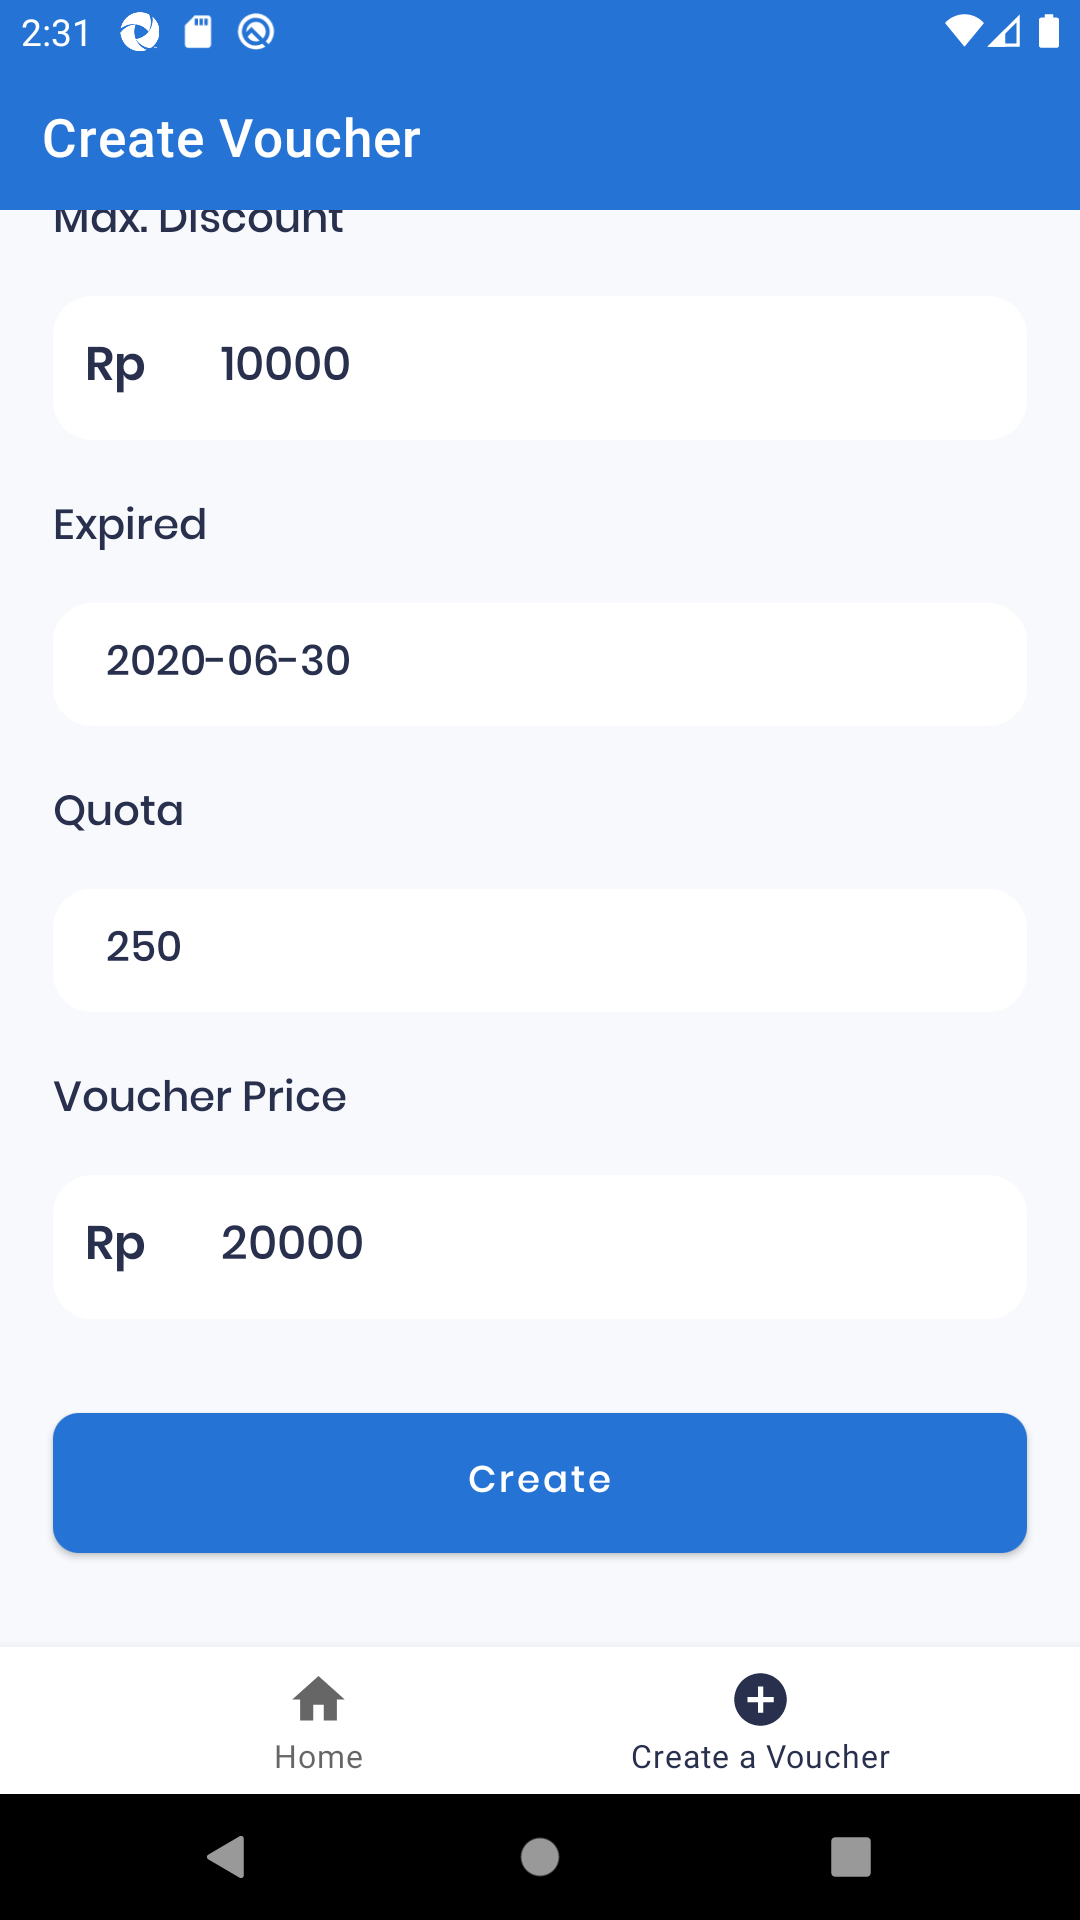 2:31
Create Voucher
Max. Discount
Rp 10000
Expired
2020-06-30
Quota
250
Voucher Price
Rp 20000
Create
Home
Create a Voucher